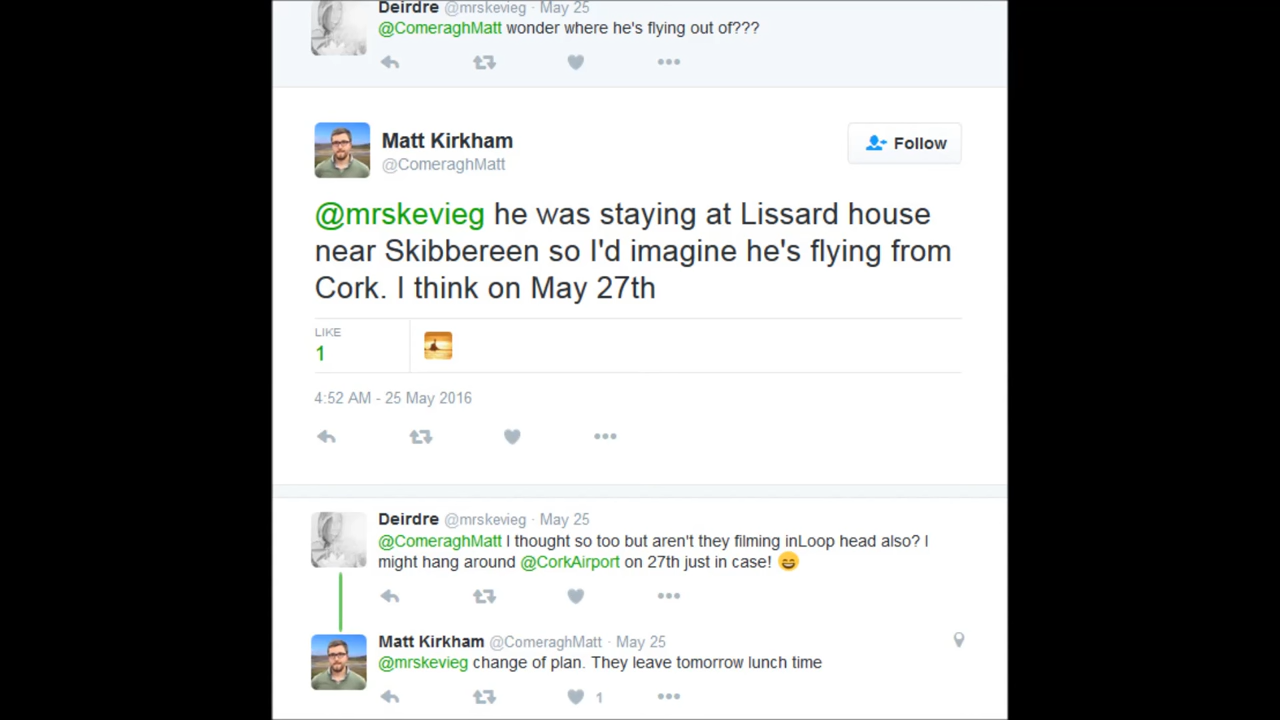 Deirdre @mrskevieg · May 25
@ComeraghMatt wonder where he's flying out of???
Matt Kirkham
@ComeraghMatt
Follow
@mrskevieg he was staying at Lissard house
near Skibbereen so I'd imagine he's flying from
Cork. I think on May 27th
LIKE
1
4:52 AM - 25 May 2016
Deirdre @mrskevieg · May 25
@ComeraghMatt I thought so too but aren't they filming inLoop head also? I
might hang around @CorkAirport on 27th just in case! 😄
Matt Kirkham @ComeraghMatt · May 25
@mrskevieg change of plan. They leave tomorrow lunch time
1